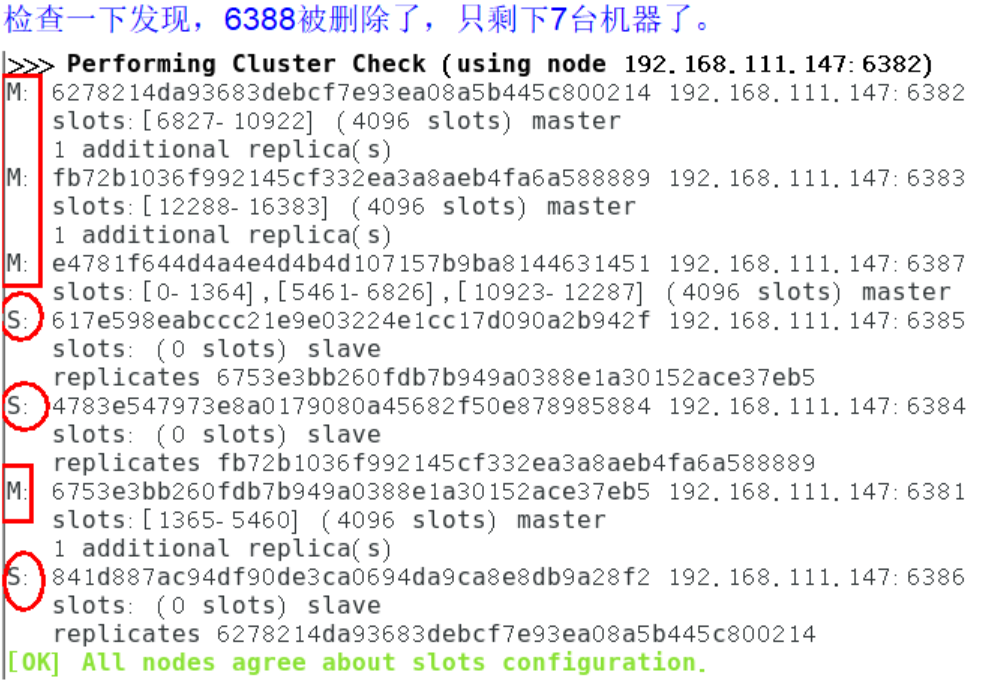 检查一下发现，6388被删除了，只剩下7台机器了。
>>> Performing Cluster Check (using node 192.168.111.147:6382)
M: 6278214da93683debcf7e93ea08a5b445c800214 192.168.111.147:6382
slots:[6827-10922] (4096 slots) master
1 additional replica(s)
M: fb72b1036f992145cf332ea3a8aeb4fa6a588889 192.168.111.147:6383
slots:[12288-16383] (4096 slots) master
1 additional replica(s)
M: e4781f644d4a4e4d4b4d107157b9ba8144631451 192.168.111.147:6387
slots:[0-1364],[5461-6826],[10923-12287] (4096 slots) master
S: 617e598eabccc21e9e03224e1cc17d090a2b942f 192.168.111.147:6385
slots: (0 slots) slave
replicates 6753e3bb260fdb7b949a0388e1a30152ace37eb5
S: 4783e547973e8a0179080a45682f50e878985884 192.168.111.147:6384
slots: (0 slots) slave
replicates fb72b1036f992145cf332ea3a8aeb4fa6a588889
M: 6753e3bb260fdb7b949a0388e1a30152ace37eb5 192.168.111.147:6381
slots:[1365-5460] (4096 slots) master
1 additional replica(s)
S: 841d887ac94df90de3ca0694da9ca8e8db9a28f2 192.168.111.147:6386
slots: (0 slots) slave
replicates 6278214da93683debcf7e93ea08a5b445c800214
[OK] All nodes agree about slots configuration.